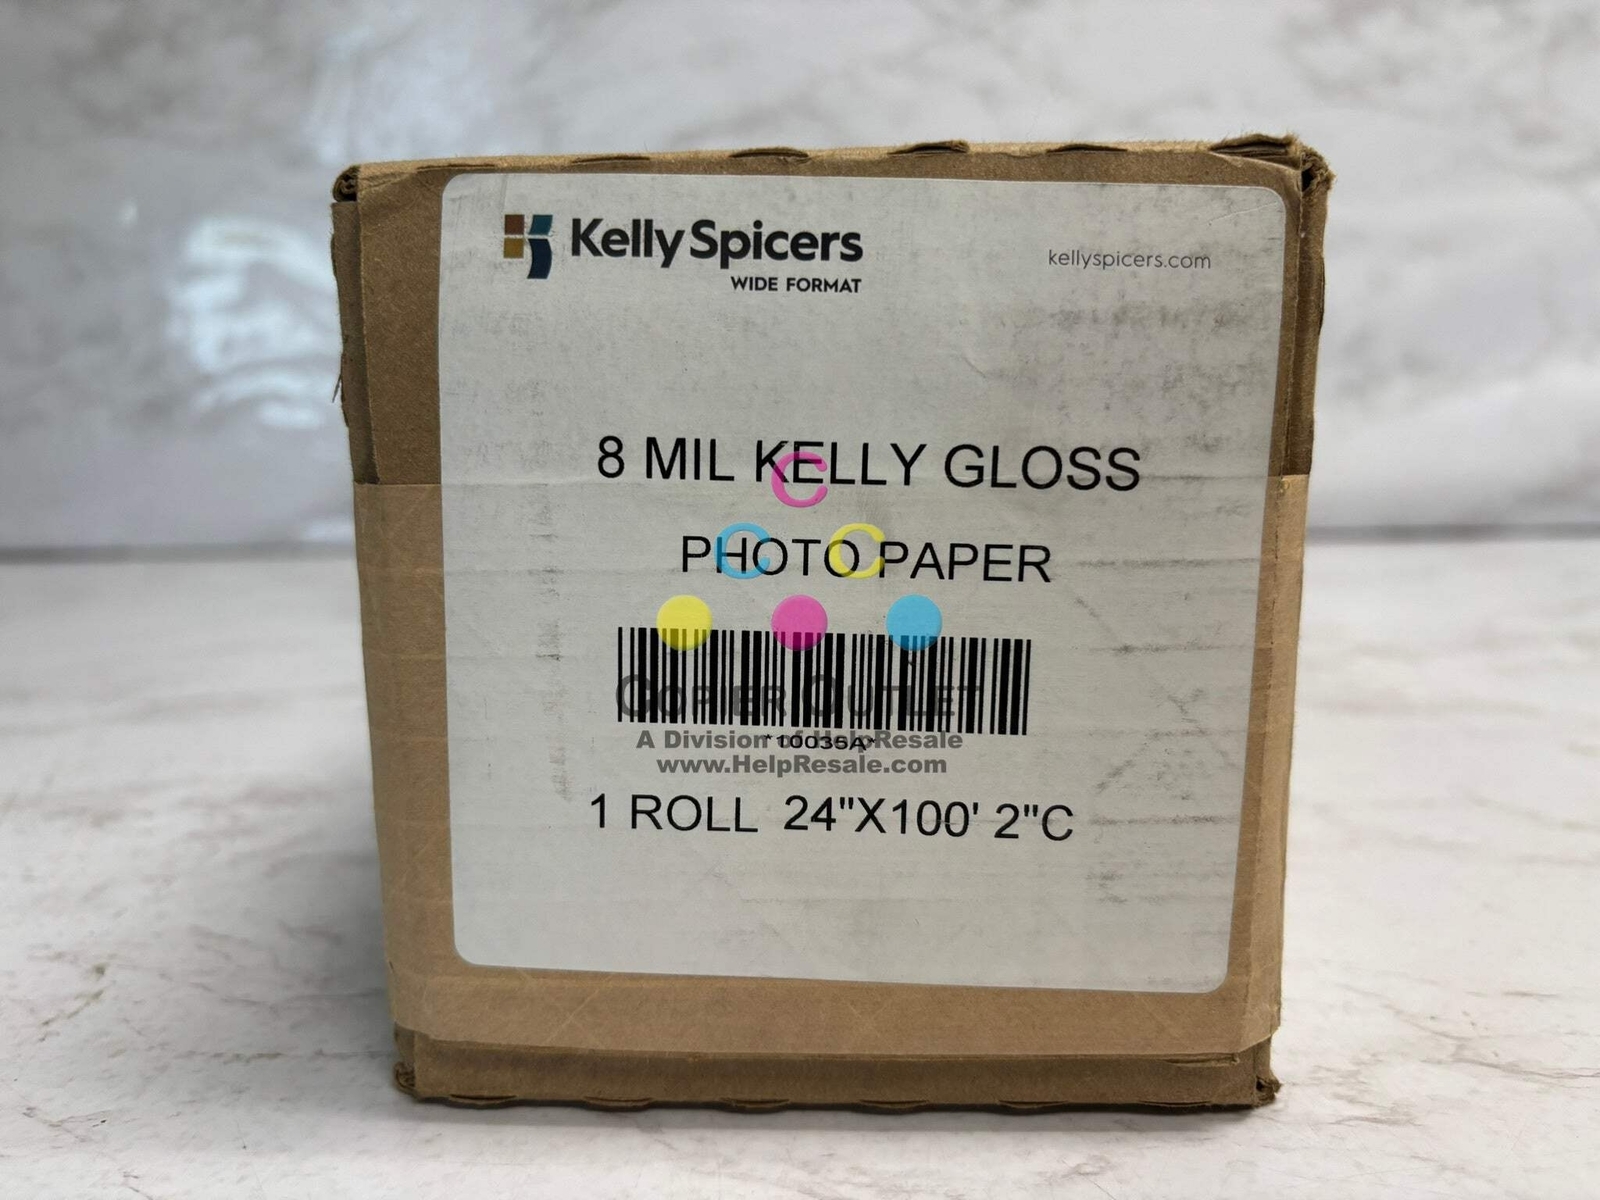 Kelly Spicers
WIDE FORMAT
kellyspicers.com
8 MIL KELLY GLOSS
C
PHOTO PAPER
C C
COPIER OUTLET
*10035A*
A Division of HelpResale
www.HelpResale.com
1 ROLL 24"X100' 2"C